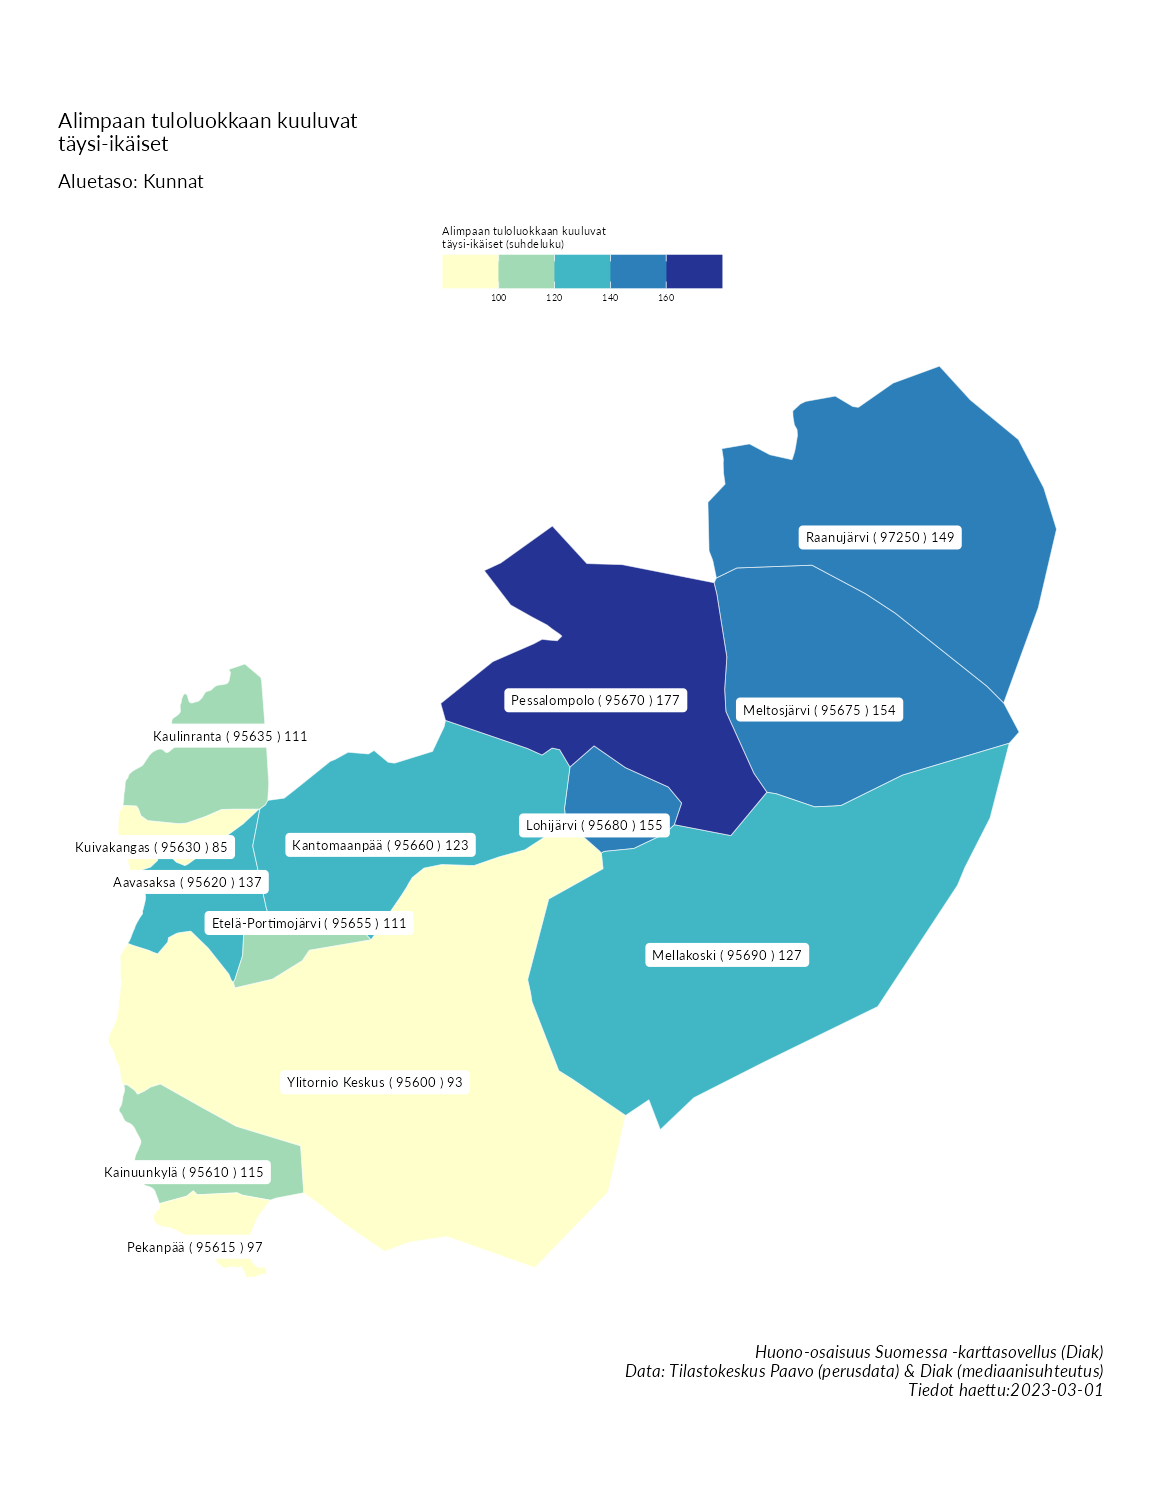 Alimpaan tuloluokkaan kuuluvat
täysi-ikäiset
Aluetaso: Kunnat
Alimpaan tuloluokkaan kuuluvat
täysi-ikäiset (suhdeluku)
100 120 140 160
Raanujärvi ( 97250 ) 149
Pessalompolo ( 95670 ) 177
Meltosjärvi ( 95675 ) 154
Kaulinranta ( 95635 ) 111
Lohijärvi ( 95680 ) 155
Kuivakangas ( 95630 ) 85
Kantomaanpää ( 95660 ) 123
Aavasaksa ( 95620 ) 137
Etelä-Portimojärvi ( 95655 ) 111
Mellakoski ( 95690 ) 127
Ylitornio Keskus ( 95600 ) 93
Kainuunkylä ( 95610 ) 115
Pekanpää ( 95615 ) 97
Huono-osaisuus Suomessa -karttasovellus (Diak)
Data: Tilastokeskus Paavo (perusdata) & Diak (mediaanisuhteutus)
Tiedot haettu:2023-03-01